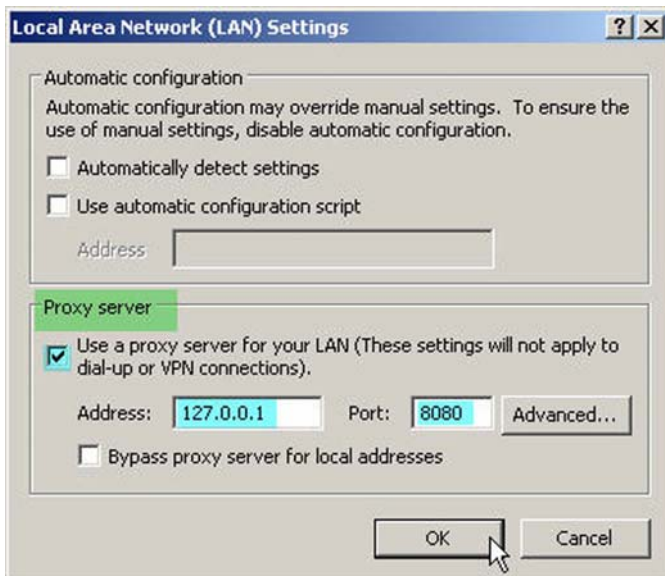 Local Area Network (LAN) Settings
Automatic configuration
Automatic configuration may override manual settings. To ensure the
use of manual settings, disable automatic configuration.
Automatically detect settings
Use automatic configuration script
Address
Proxy server
Use a proxy server for your LAN (These settings will not apply to
dial-up or VPN connections).
Address: 127.0.0.1 Port: 8080 Advanced...
Bypass proxy server for local addresses
OK Cancel